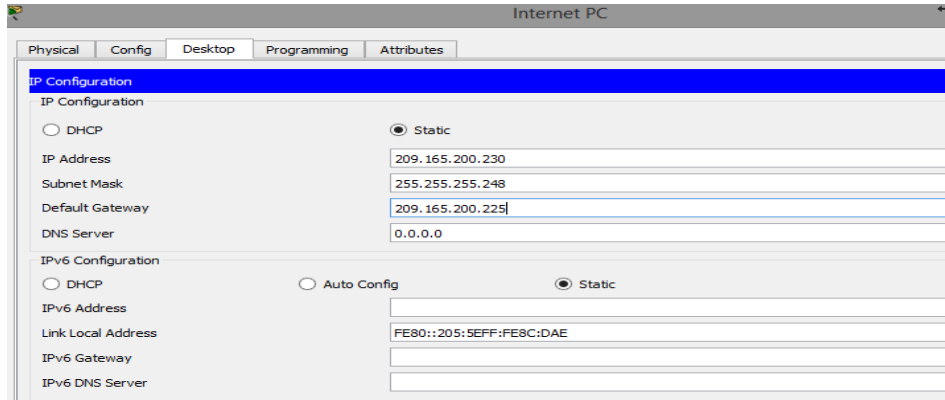 Internet PC
Physical Config Desktop Programming Attributes
IP Configuration
IP Configuration
DHCP Static
IP Address 209.165.200.230
Subnet Mask 255.255.255.248
Default Gateway 209.165.200.225
DNS Server 0.0.0.0
IPv6 Configuration
DHCP Auto Config Static
IPv6 Address
Link Local Address FE80::205:5EFF:FE8C:DAE
IPv6 Gateway
IPv6 DNS Server